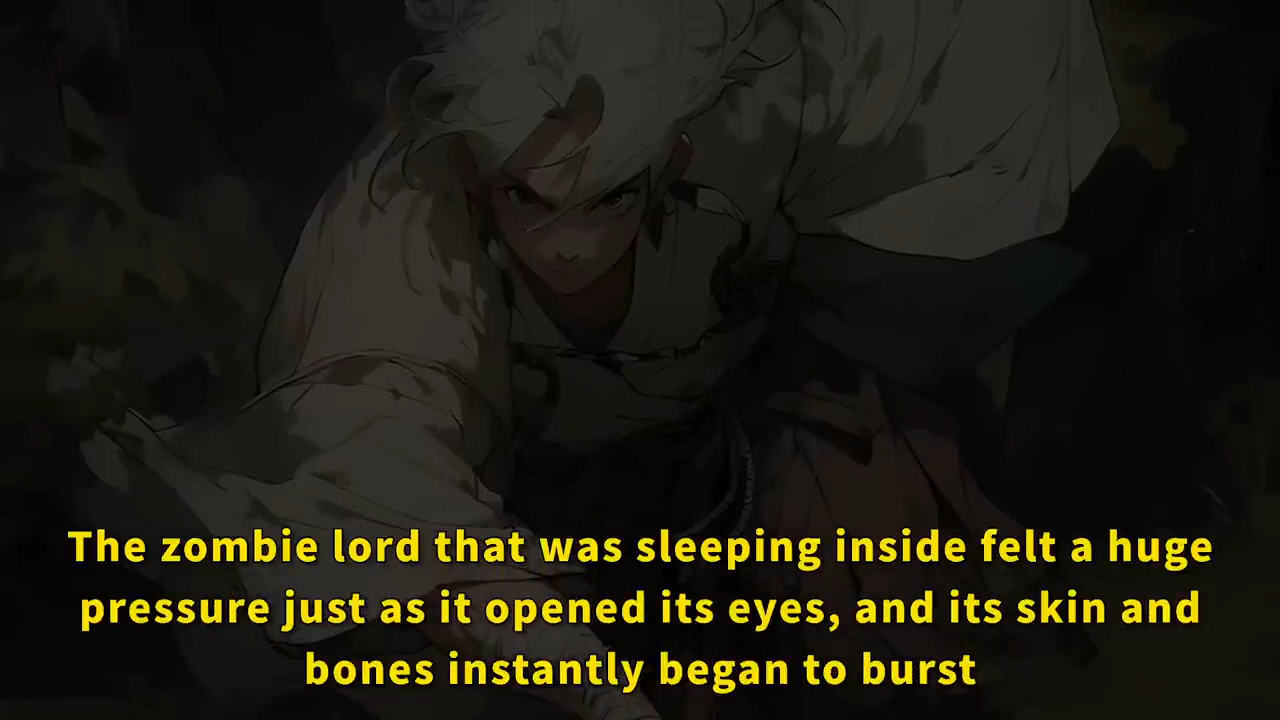 The zombie lord that was sleeping inside felt a huge
pressure just as it opened its eyes, and its skin and
bones instantly began to burst